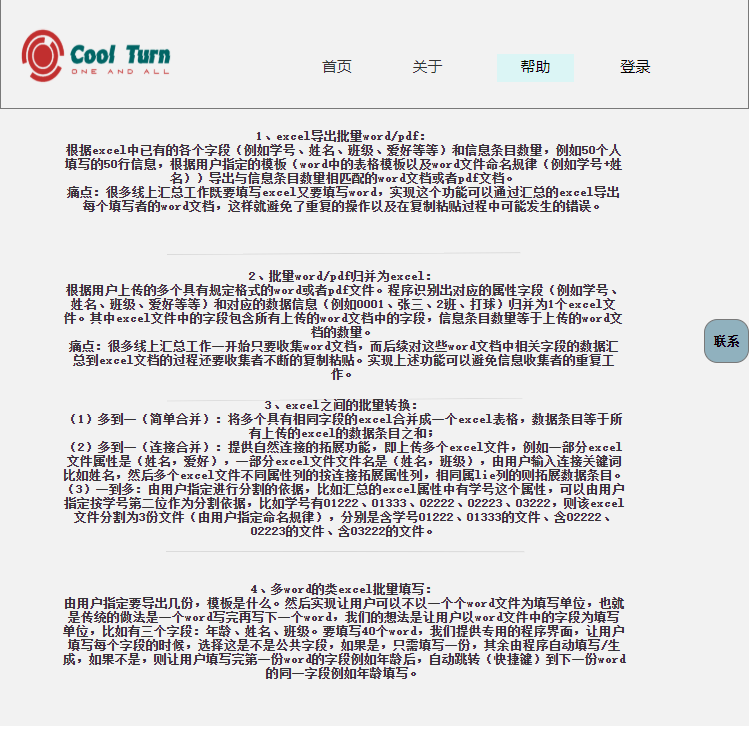 Cool Turn
ONE AND ALL
首页
关于
帮助
登录
1、excel导出批量word/pdf:
根据excel中已有的各个字段（例如学号、姓名、班级、爱好等等）和信息条目数量，例如50个人
填写的50行信息，根据用户指定的模板（word中的表格模板以及word文件命名规律（例如学号+姓
名））导出与信息条目数量相匹配的word文档或者pdf文档。
痛点：很多线上汇总工作既要填写excel又要填写word，实现这个功能可以通过汇总的excel导出
每个填写者的word文档，这样就避免了重复的操作以及在复制粘贴过程中可能发生的错误。
2、批量word/pdf归并为excel：
根据用户上传的多个具有规定格式的word或者pdf文件。程序识别出对应的属性字段（例如学号、
姓名、班级、爱好等等）和对应的数据信息（例如0001、张三、2班、打球）归并为1个excel文
件。其中excel文件中的字段包含所有上传的word文档中的字段，信息条目数量等于上传的word文
档的数量。
痛点：很多线上汇总工作一开始只要收集word文档，而后续对这些word文档中相关字段的数据汇
总到excel文档的过程还要收集者不断的复制粘贴。实现上述功能可以避免信息收集者的重复工
作。
联系
3、excel之间的批量转换：
（1）多到一（简单合并）：将多个具有相同字段的excel合并成一个excel表格，数据条目等于所
有上传的excel的数据条目之和；
（2）多到一（连接合并）：提供自然连接的拓展功能，即上传多个excel文件，例如一部分excel
文件属性是（姓名，爱好），一部分excel文件文件名是（姓名，班级），由用户输入连接关键词
比如姓名，然后多个excel文件不同属性列的按连接拓展属性列，相同属lie列的则拓展数据条目。
（3）一到多：由用户指定进行分割的依据，比如汇总的excel属性中有学号这个属性，可以由用户
指定按学号第二位作为分割依据，比如学号有01222、01333、02222、02223、03222，则该excel
文件分割为3份文件（由用户指定命名规律），分别是含学号01222、01333的文件、含02222、
02223的文件、含03222的文件。
4、多word的类excel批量填写：
由用户指定要导出几份，模板是什么。然后实现让用户可以不以一个个word文件为填写单位，也就
是传统的做法是一个word写完再写下一个word，我们的想法是让用户以word文件中的字段为填写
单位，比如有三个字段：年龄、姓名、班级。要填写40个word，我们提供专用的程序界面，让用户
填写每个字段的时候，选择这是不是公共字段，如果是，只需填写一份，其余由程序自动填写/生
成，如果不是，则让用户填写完第一份word的字段例如年龄后，自动跳转（快捷键）到下一份word
的同一字段例如年龄填写。